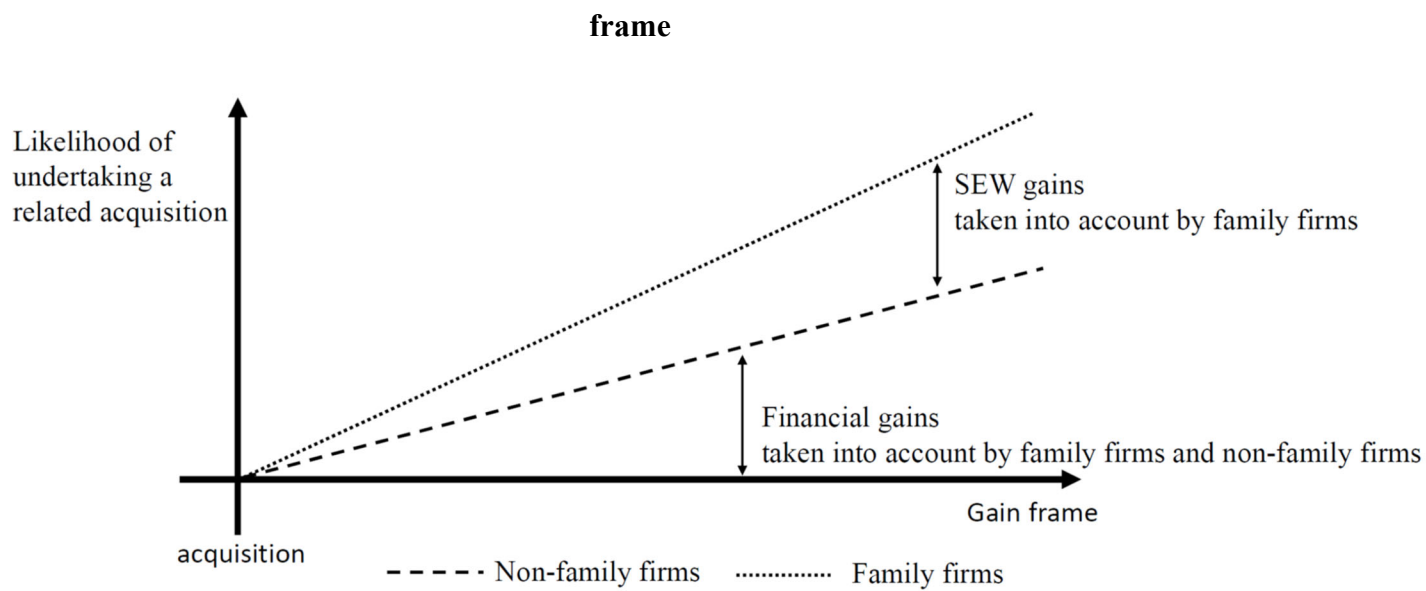 frame
Likelihood of
undertaking a
related acquisition
SEW gains
taken into account by family firms
Financial gains
taken into account by family firms and non-family firms
Gain frame
acquisition
Non-family firms
Family firms